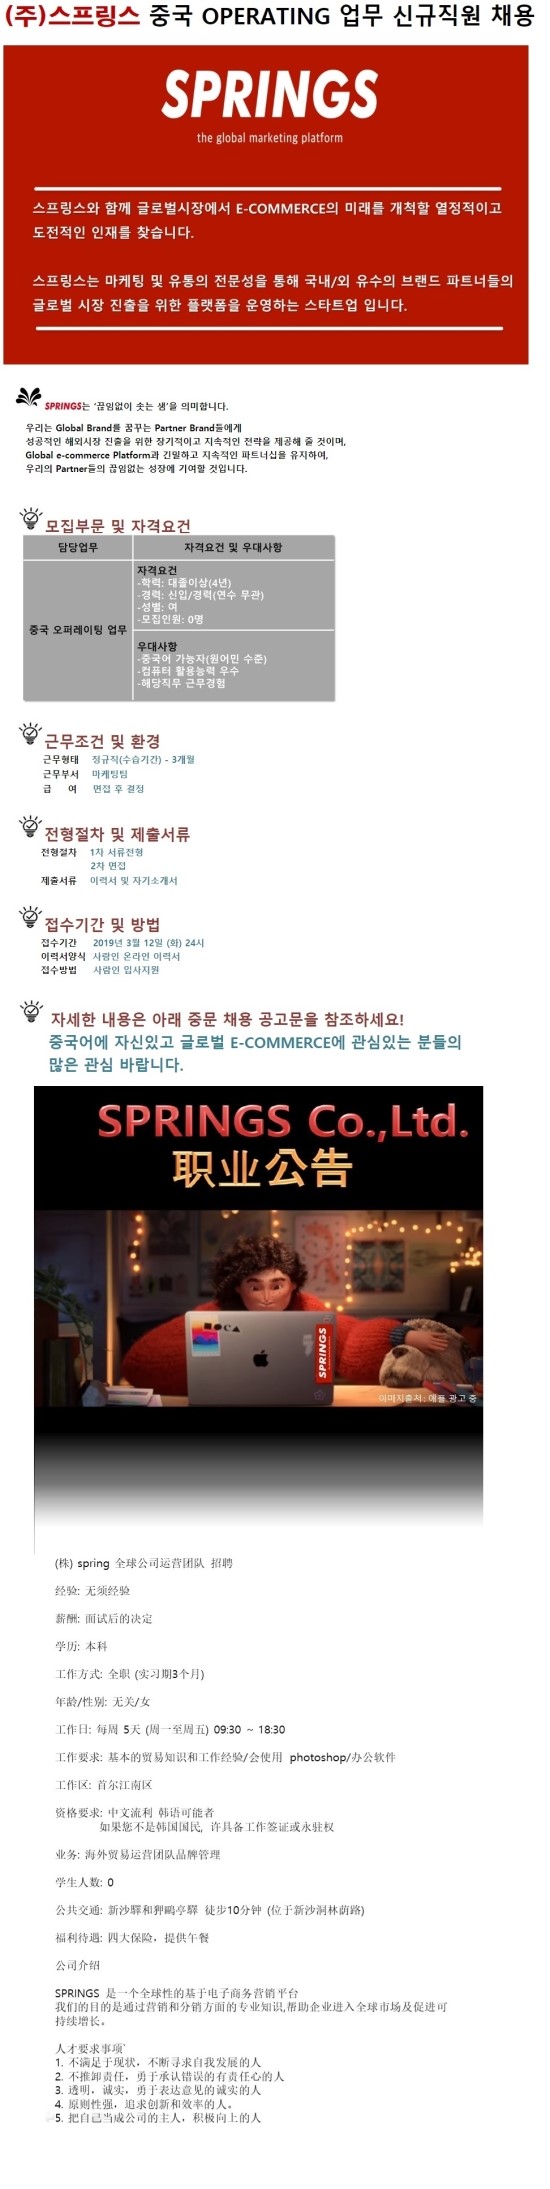 (주)스프링스 중국 OPERATING 업무 신규직원 채용
SPRINGS
the global marketing platform
스프링스와 함께 글로벌시장에서 E-COMMERCE의 미래를 개척할 열정적이고
도전적인 인재를 찾습니다.
스프링스는 마케팅 및 유통의 전문성을 통해 국내/외 유수의 브랜드 파트너들의
글로벌 시장 진출을 위한 플랫폼을 운영하는 스타트업 입니다.
SPRINGS는 '끊임없이 솟는 샘'을 의미합니다.
우리는 Global Brand를 꿈꾸는 Partner Brand들에게
성공적인 해외시장 진출을 위한 장기적이고 지속적인 전략을 제공해 줄 것이며,
Global e-commerce Platform과 긴밀하고 지속적인 파트너십을 유지하여,
우리의 Partner들의 끊임없는 성장에 기여할 것입니다.
모집부문 및 자격요건
담당업무 자격요건 및 우대사항
중국 오퍼레이팅 업무
자격요건
-학력: 대졸이상(4년)
-경력: 신입/경력(연수 무관)
-성별: 여
-모집인원: 0명
우대사항
-중국어 가능자(원어민 수준)
-컴퓨터 활용능력 우수
-해당직무 근무경험
근무조건 및 환경
근무형태 정규직(수습기간) - 3개월
근무부서 마케팅팀
급 여 면접 후 결정
전형절차 및 제출서류
전형절차 1차 서류전형
2차 면접
제출서류 이력서 및 자기소개서
접수기간 및 방법
접수기간 2019년 3월 12일 (화) 24시
이력서양식 사람인 온라인 이력서
접수방법 사람인 입사지원
자세한 내용은 아래 중문 채용 공고문을 참조하세요!
중국어에 자신있고 글로벌 E-COMMERCE에 관심있는 분들의
많은 관심 바랍니다.
SPRINGS Co.,Ltd.
职业公告
SPRINGS
이미지출처: 애플 광고 중
(株) spring 全球公司运营团队 招聘
经验: 无须经验
薪酬: 面试后的决定
学历: 本科
工作方式: 全职 (实习期3个月)
年龄/性别: 无关/女
工作日: 每周 5天 (周一至周五) 09:30 ~ 18:30
工作要求: 基本的贸易知识和工作经验/会使用 photoshop/办公软件
工作区: 首尔江南区
资格要求: 中文流利 韩语可能者
如果您不是韩国国民, 许具备工作签证或永驻权
业务: 海外贸易运营团队品牌管理
学生人数: 0
公共交通: 新沙驛和狎鷗亭驛 徒步10分钟 (位于新沙洞林荫路)
福利待遇: 四大保险，提供午餐
公司介绍
SPRINGS 是一个全球性的基于电子商务营销平台
我们的目的是通过营销和分销方面的专业知识,帮助企业进入全球市场及促进可
持续增长。
人才要求事项`
1. 不满足于现状，不断寻求自我发展的人
2. 不推卸责任，勇于承认错误的有责任心的人
3. 透明，诚实，勇于表达意见的诚实的人
4. 原则性强，追求创新和效率的人。
5. 把自己当成公司的主人，积极向上的人